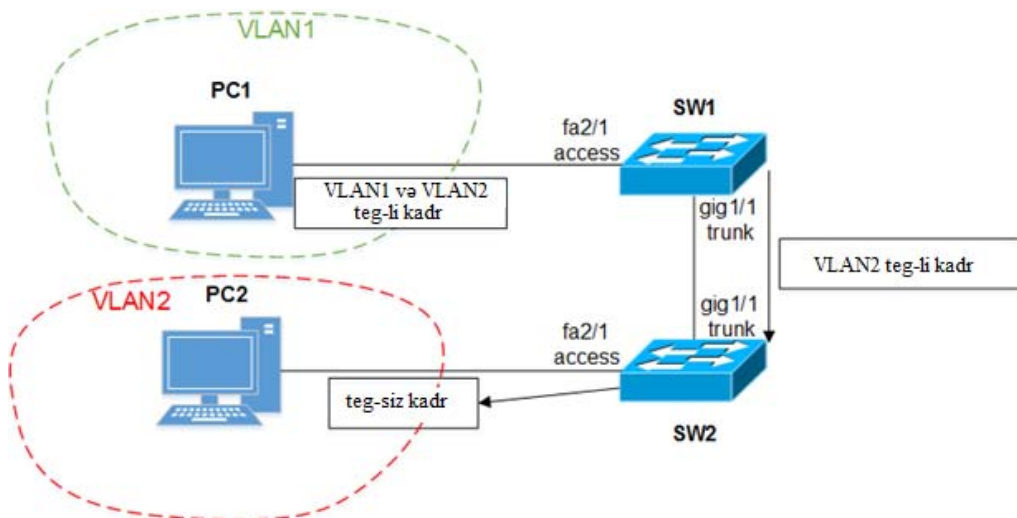 VLAN1
PC1
SW1
fa2/1
access
VLAN1 və VLAN2
teg-li kadr
gig1/1
trunk
VLAN2 teg-li kadr
VLAN2
PC2
gig1/1
trunk
fa2/1
access
teg-siz kadr
SW2